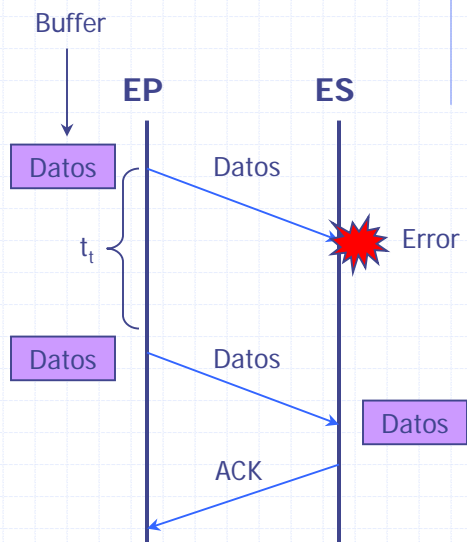 Buffer
EP
ES
Datos
Datos
Error
tt
Datos
Datos
Datos
ACK